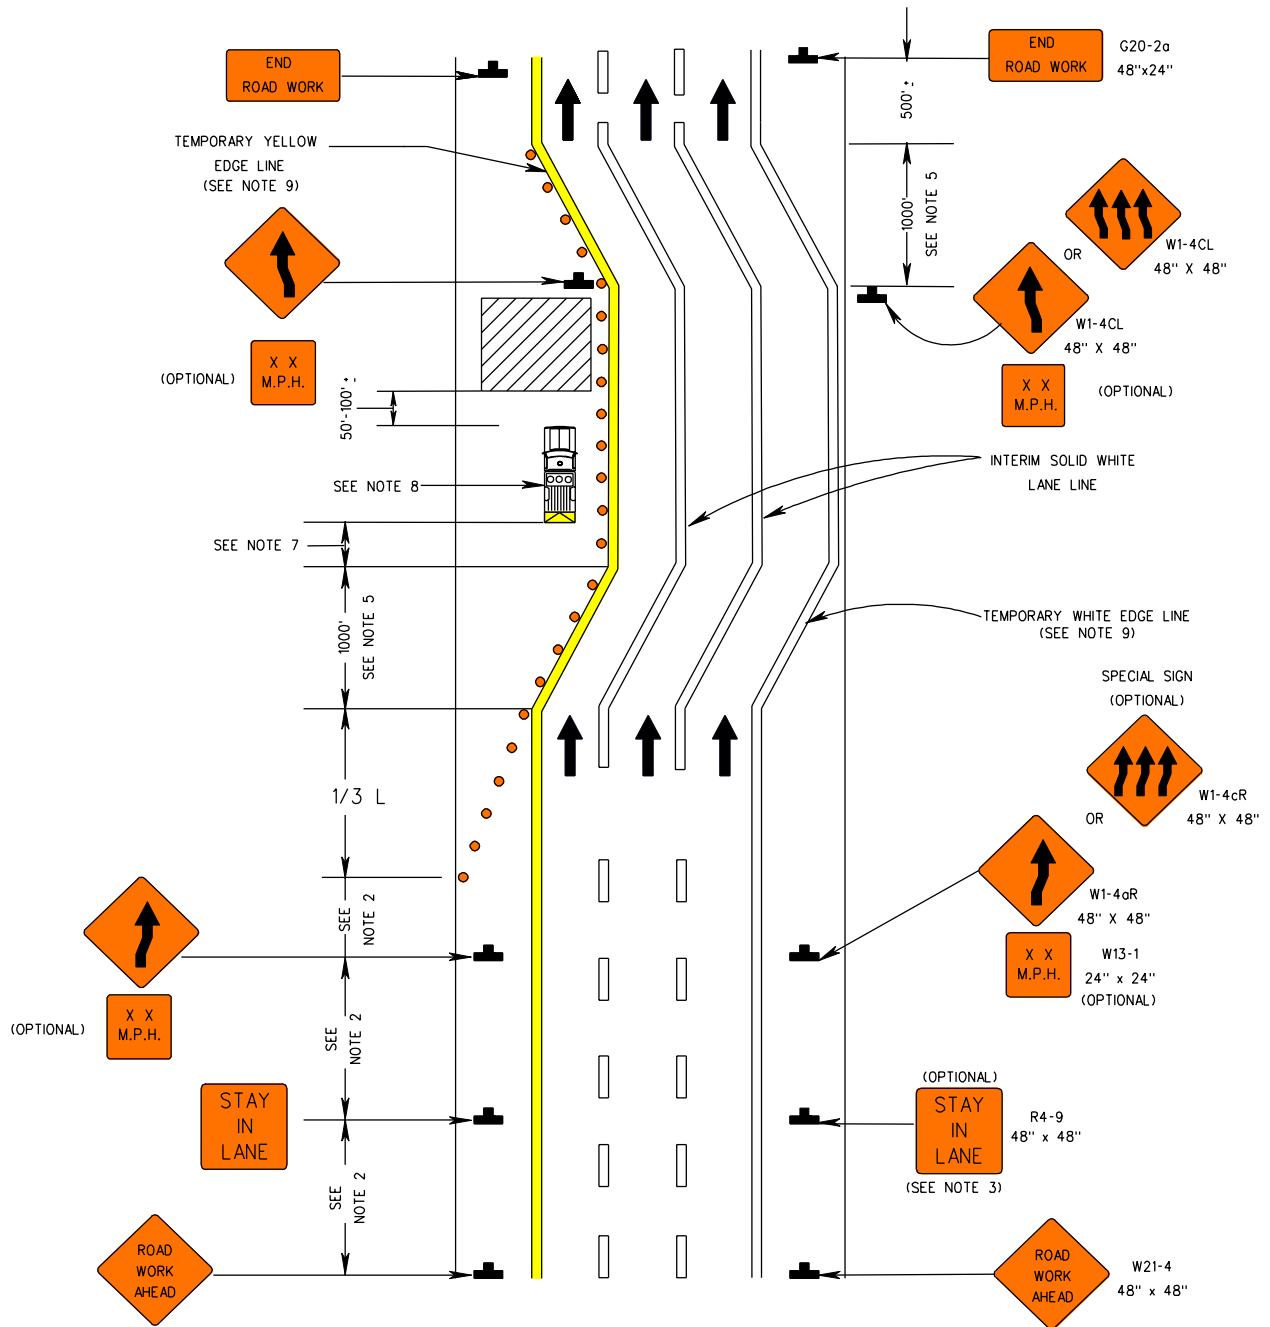 END
ROAD WORK
END
ROAD WORK
G20-2a
48"x24"
500' ±
TEMPORARY YELLOW
EDGE LINE
(SEE NOTE 9)
1000'
SEE NOTE 5
W1-4CL
48" X 48"
OR
W1-4CL
48" X 48"
X X
M.P.H.
(OPTIONAL)
(OPTIONAL)
X X
M.P.H.
50'-100' ±
INTERIM SOLID WHITE
LANE LINE
SEE NOTE 8
SEE NOTE 7
1000'
SEE NOTE 5
TEMPORARY WHITE EDGE LINE
(SEE NOTE 9)
SPECIAL SIGN
(OPTIONAL)
W1-4cR
48" X 48"
OR
1/3 L
W1-4aR
48" X 48"
SEE
NOTE 2
X X
M.P.H.
W13-1
24" x 24"
(OPTIONAL)
(OPTIONAL)
X X
M.P.H.
SEE
NOTE 2
STAY
IN
LANE
(OPTIONAL)
STAY
IN
LANE
R4-9
48" x 48"
(SEE NOTE 3)
SEE
NOTE 2
ROAD
WORK
AHEAD
ROAD
WORK
AHEAD
W21-4
48" x 48"